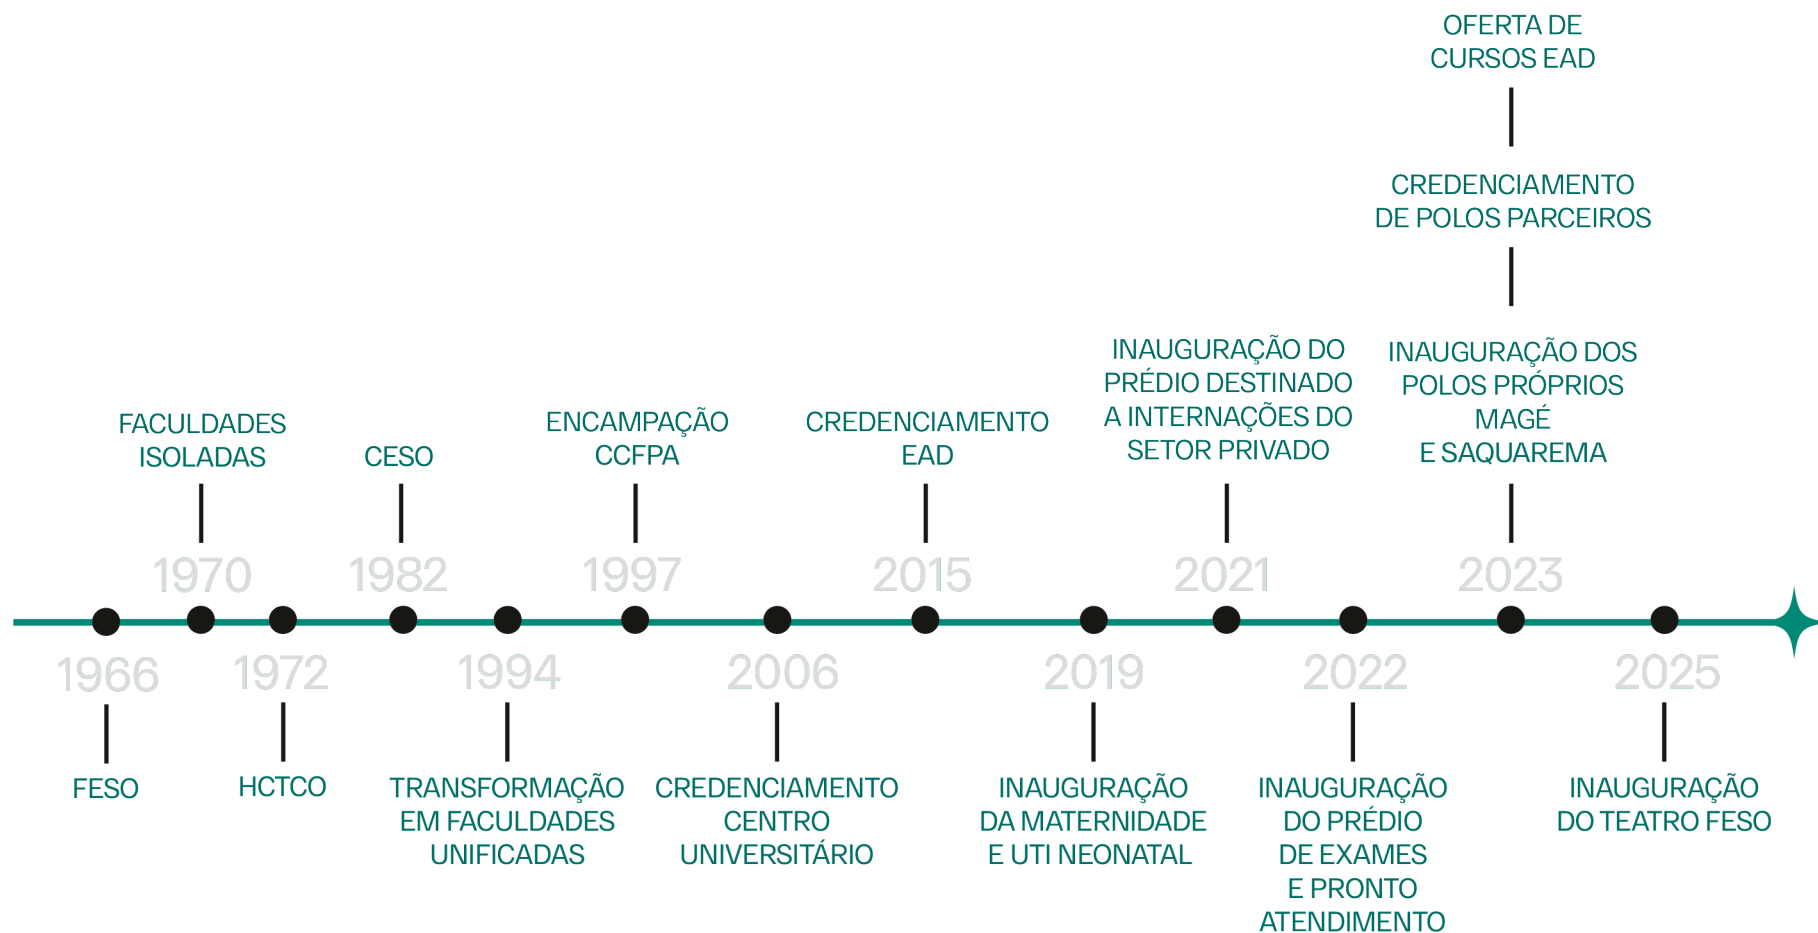 OFERTA DE
CURSOS EAD
CREDENCIAMENTO
DE POLOS PARCEIROS
INAUGURAÇÃO DOS
POLOS PRÓPRIOS
MAGÉ
E SAQUAREMA
2023
FACULDADES
ISOLADAS
1970
CESO
1982
ENCAMPAÇÃO
CCFPA
1997
CREDENCIAMENTO
EAD
2015
INAUGURAÇÃO DO
PRÉDIO DESTINADO
A INTERNAÇÕES DO
SETOR PRIVADO
2021
1966
FESO
1972
HCTCO
1994
TRANSFORMAÇÃO
EM FACULDADES
UNIFICADAS
2006
CREDENCIAMENTO
CENTRO
UNIVERSITÁRIO
2019
INAUGURAÇÃO
DA MATERNIDADE
E UTI NEONATAL
2022
INAUGURAÇÃO
DO PRÉDIO
DE EXAMES
E PRONTO
ATENDIMENTO
2025
INAUGURAÇÃO
DO TEATRO FESO